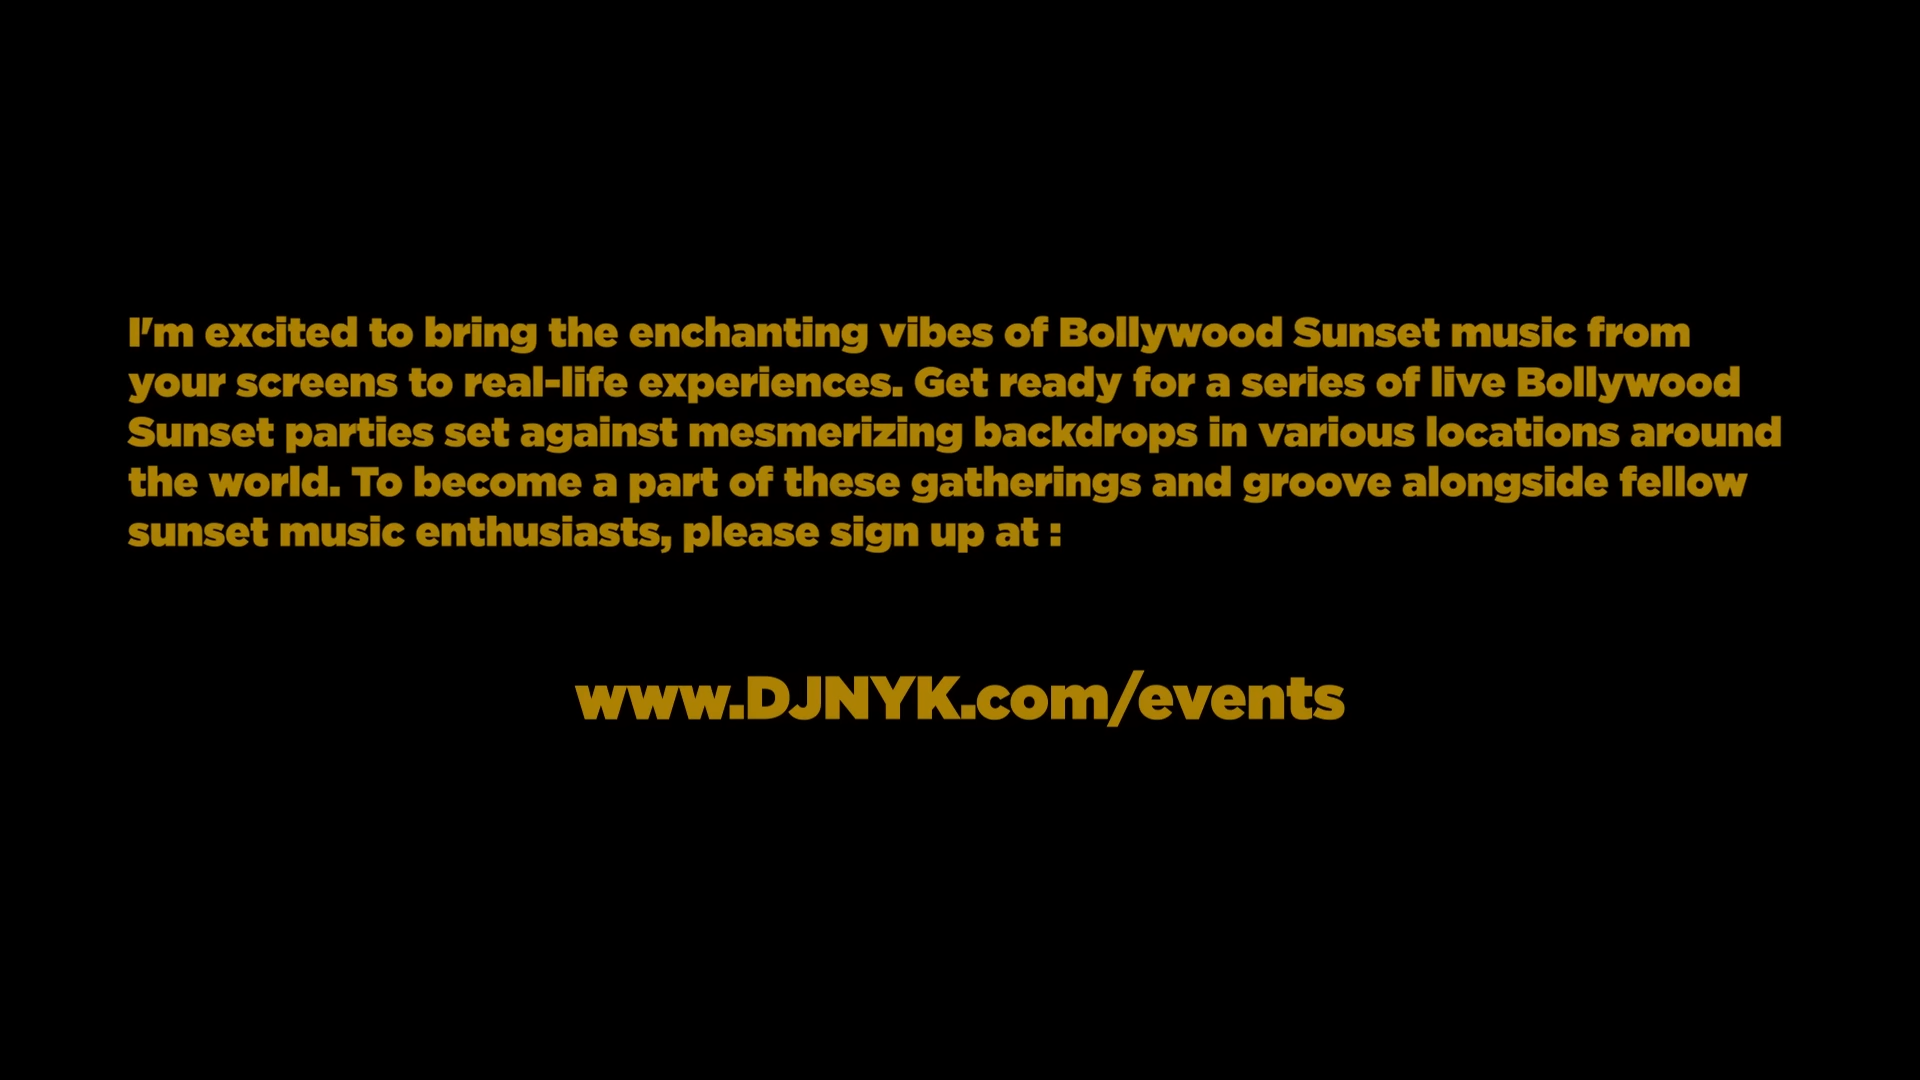 I'm excited to bring the enchanting vibes of Bollywood Sunset music from
your screens to real-life experiences. Get ready for a series of live Bollywood
Sunset parties set against mesmerizing backdrops in various locations around
the world. To become a part of these gatherings and groove alongside fellow
sunset music enthusiasts, please sign up at :
www.DJNYK.com/events